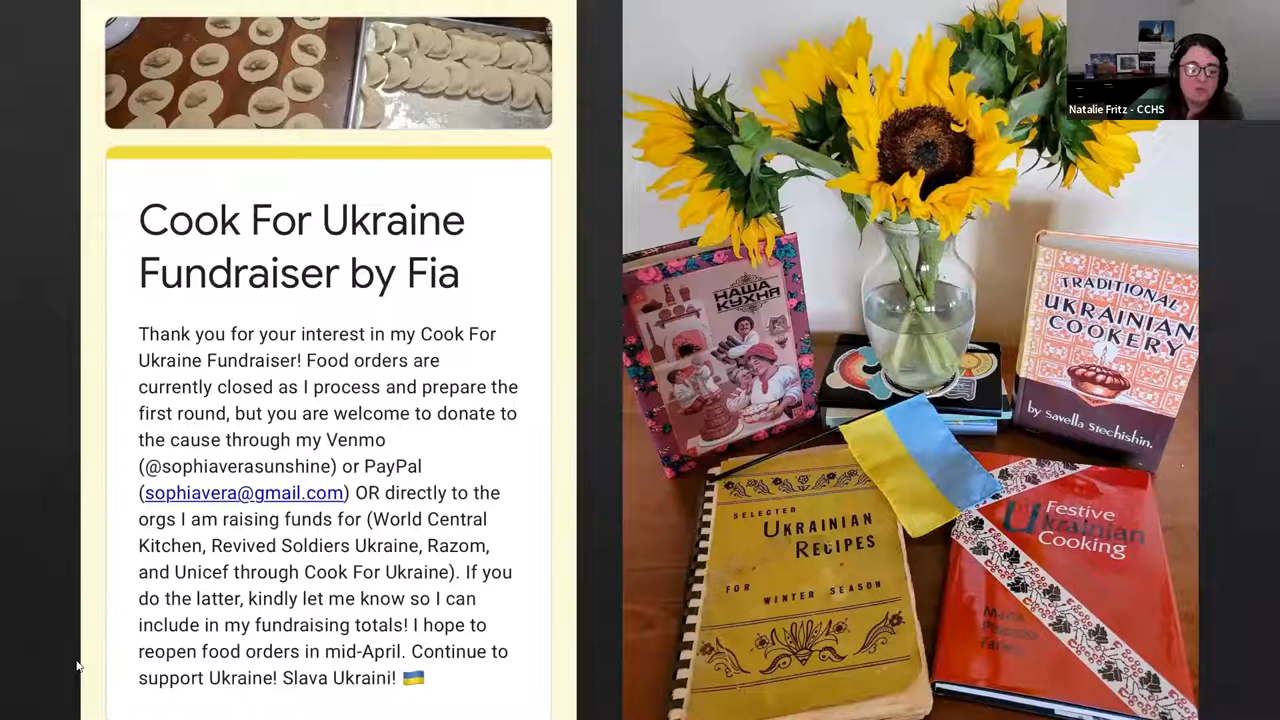 Cook For Ukraine
Fundraiser by Fia
Thank you for your interest in my Cook For
Ukraine Fundraiser! Food orders are
currently closed as I process and prepare the
first round, but you are welcome to donate to
the cause through my Venmo
(@sophiaverasunshine) or PayPal
(sophiavera@gmail.com) OR directly to the
orgs I am raising funds for (World Central
Kitchen, Revived Soldiers Ukraine, Razom,
and Unicef through Cook For Ukraine). If you
do the latter, kindly let me know so I can
include in my fundraising totals! I hope to
reopen food orders in mid-April. Continue to
support Ukraine! Slava Ukraini! 🇺🇦
НАША
КУХНЯ
TRADITIONAL
UKRAINIAN
COOKERY
by Savella Stechishin.
SELECTED
UKRAINIAN
RECIPES
FOR WINTER SEASON
Festive
Ukrainian
Cooking
Natalie Fritz - CCHS